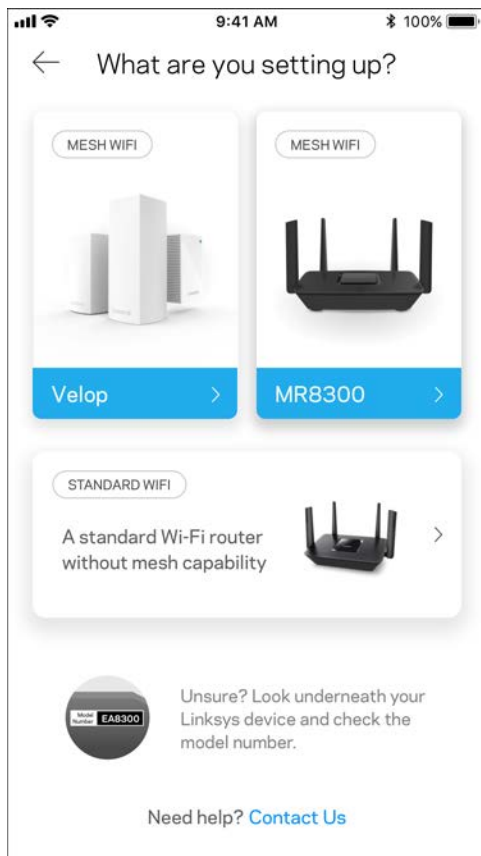 9:41 AM
100%
What are you setting up?
MESH WIFI
MESH WIFI
Velop
MR8300
STANDARD WIFI
A standard Wi-Fi router
without mesh capability
Model
Number
EA8300
Unsure? Look underneath your
Linksys device and check the
model number.
Need help? Contact Us